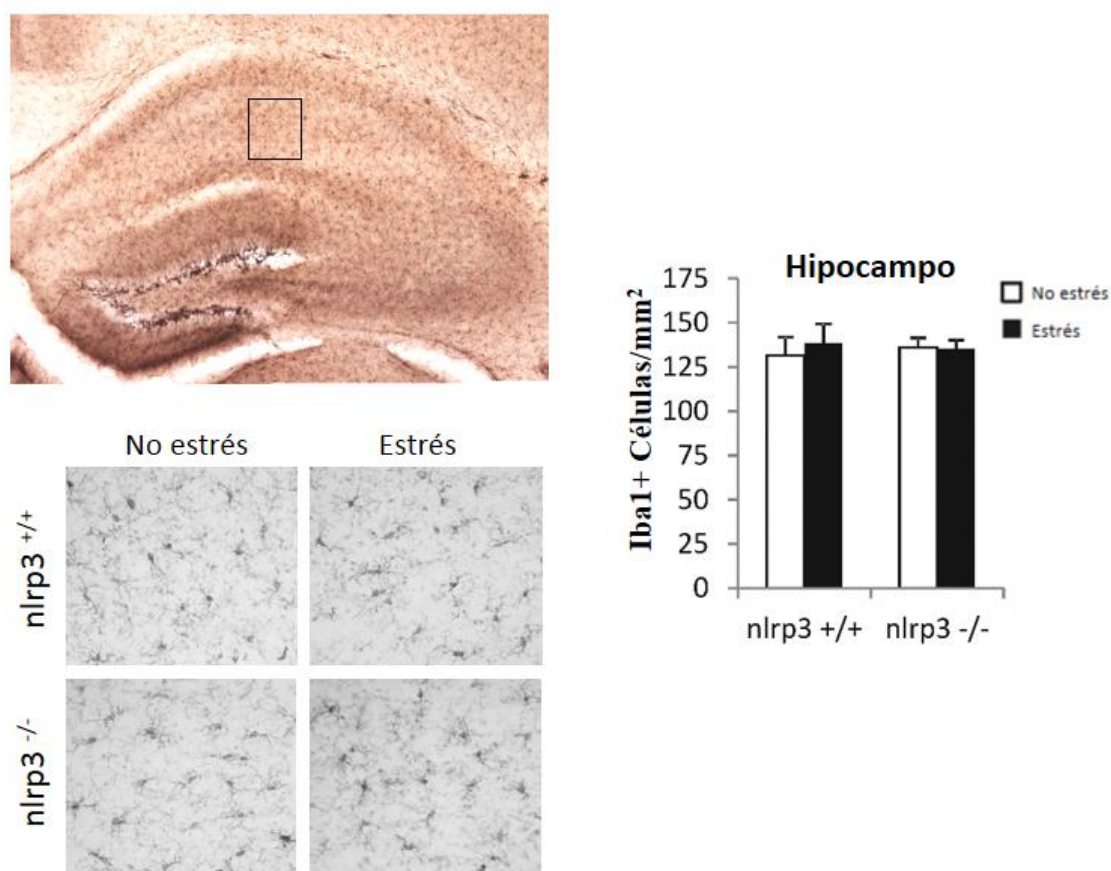 No estrés
Estrés
nlrp3 +/+
nlrp3 -/-
Hipocampo
Iba1+ Células/mm²
175
150
125
100
75
50
25
0
nlrp3 +/+
nlrp3 -/-
No estrés
Estrés